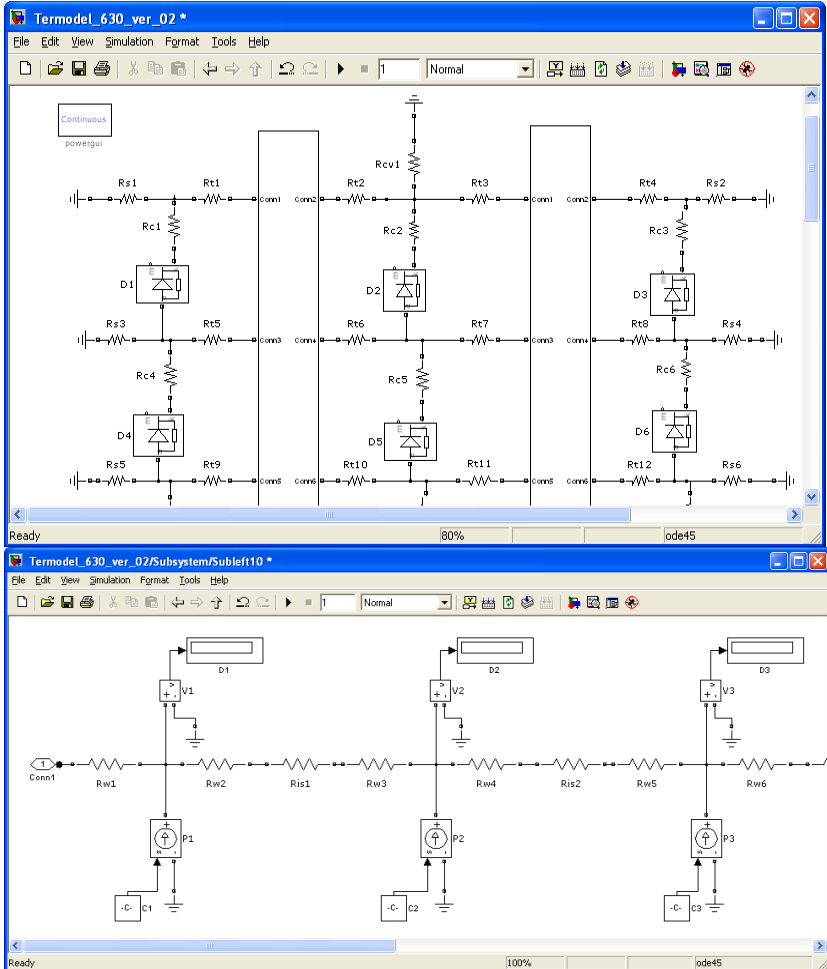 Termodel_630_ver_02 *
File Edit View Simulation Format Tools Help
1 Normal
Continuous
powergui
Rcv1
Rs1 Rt1 Rt2 Rt3 Rt4 Rs2
Conn1 Conn2 Conn1 Conn2
Rc1 Rc2 Rc3
D1 D2 D3
Rs3 Rt5 Rt6 Rt7 Rt8 Rs4
Conn3 Conn4 Conn3 Conn4
Rc4 Rc5 Rc6
D4 D5 D6
Rs5 Rt9 Rt10 Rt11 Rt12 Rs6
Conn5 Conn6 Conn5 Conn6
Ready 80% ode45
Termodel_630_ver_02/Subsystem/Subleft10 *
File Edit View Simulation Format Tools Help
1 Normal
D1 D2 D3
V1 V2 V3
1
Conn1
Rw1 Rw2 Ris1 Rw3 Rw4 Ris2 Rw5 Rw6
P1 P2 P3
-C- C1 -C- C2 -C- C3
Ready 100% ode45